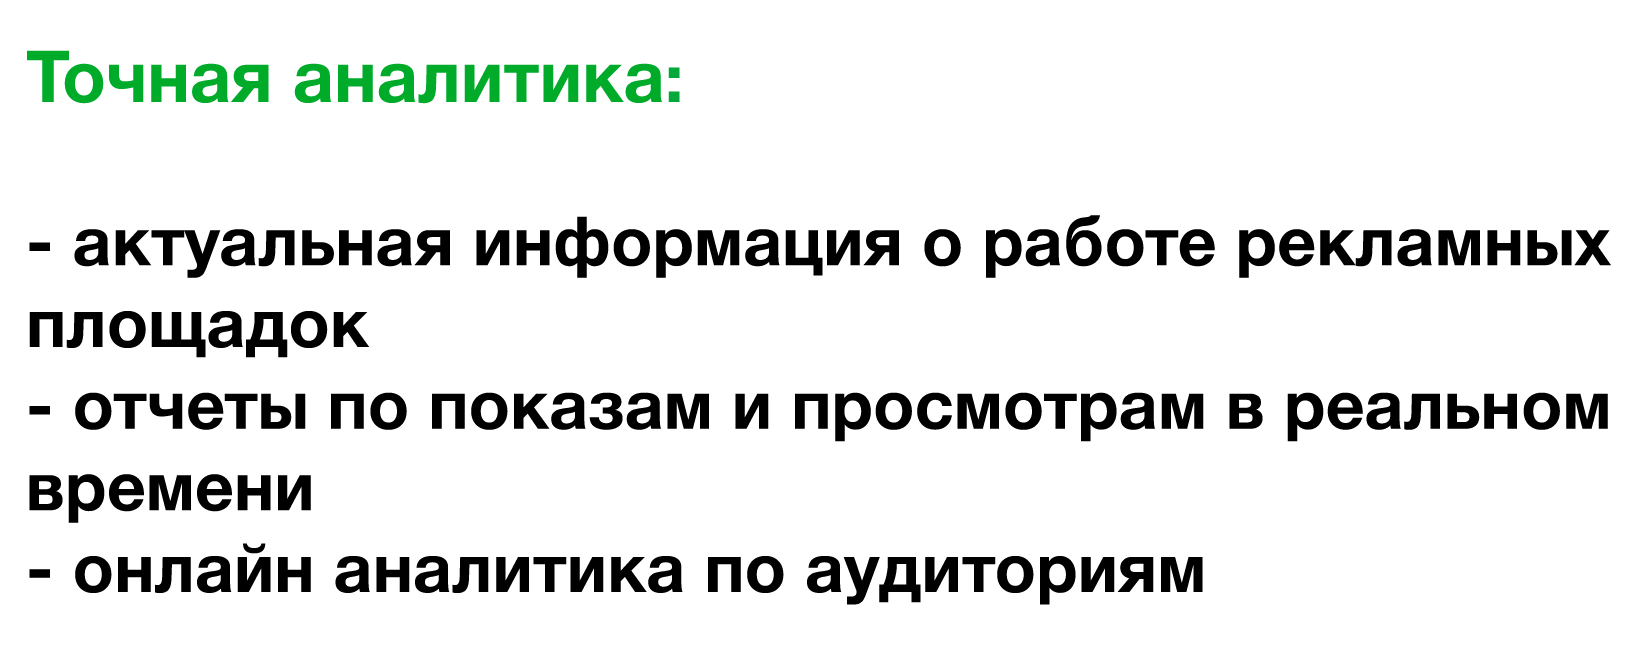 Точная аналитика:
- актуальная информация о работе рекламных
площадок
- отчеты по показам и просмотрам в реальном
времени
- онлайн аналитика по аудиториям